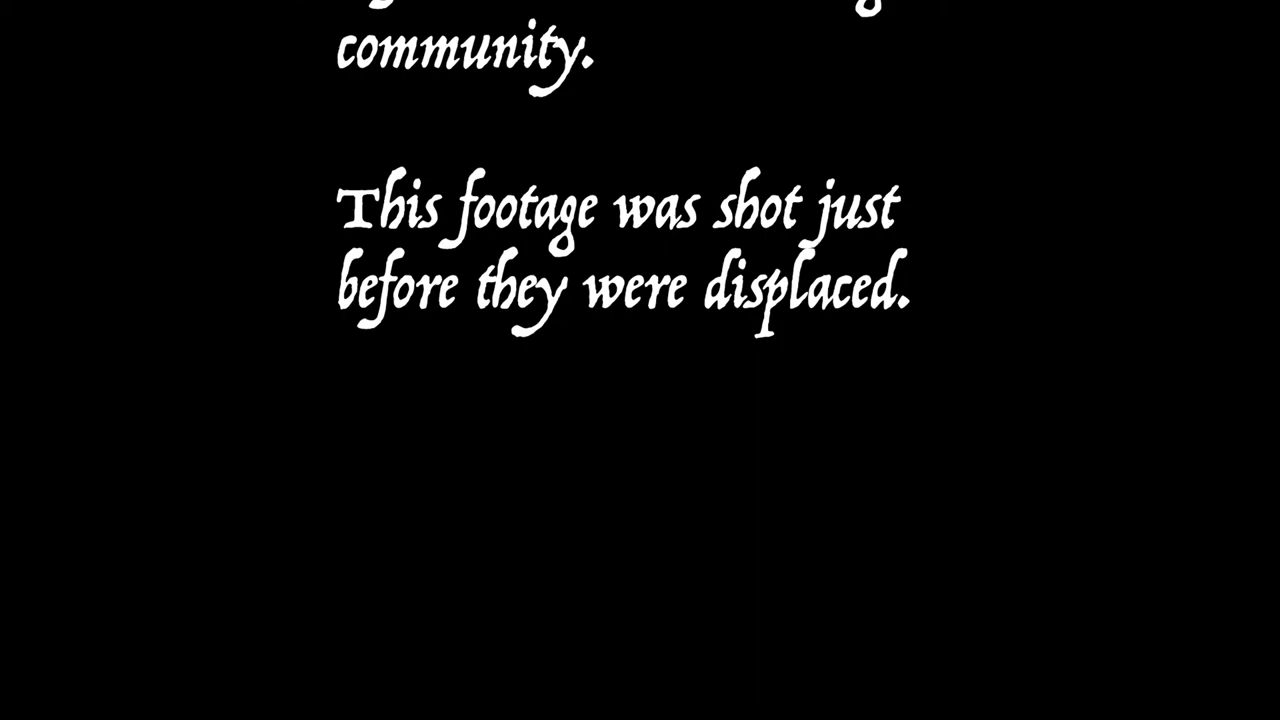 community.
This footage was shot just
before they were displaced.